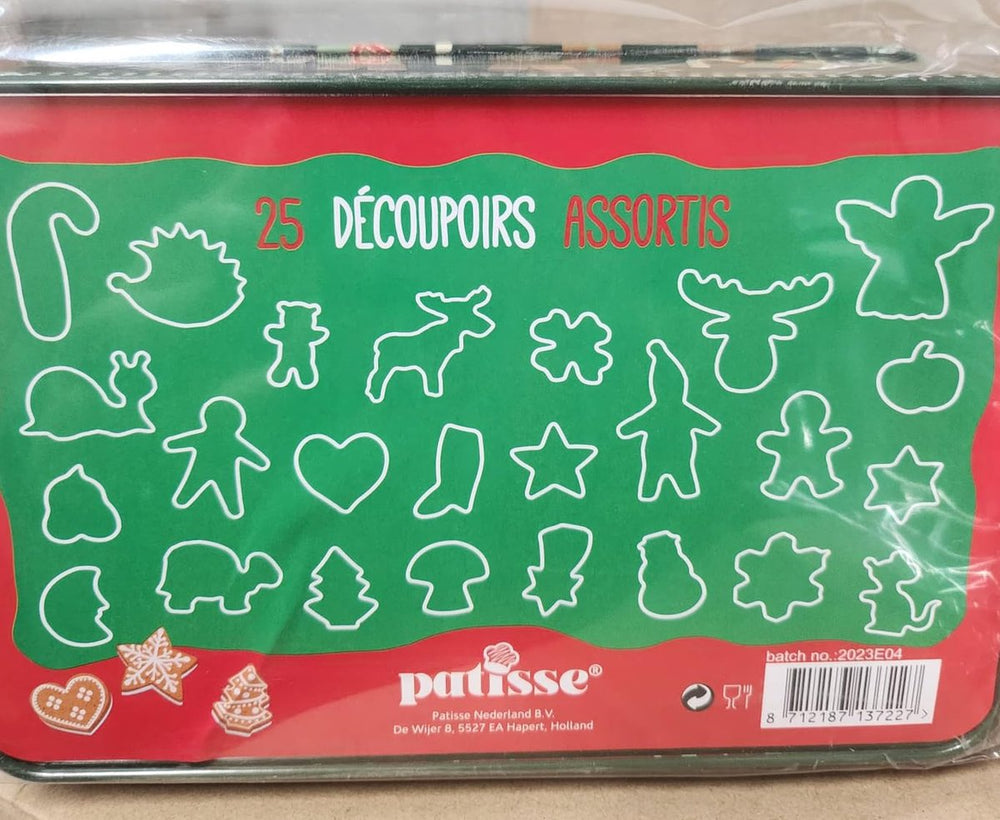 25 DÉCOUPOIRS ASSORTIS
patisse®
Patisse Nederland B.V.
De Wijer 8, 5527 EA Hapert, Holland
batch no.:2023E04
8 712187 137227 >